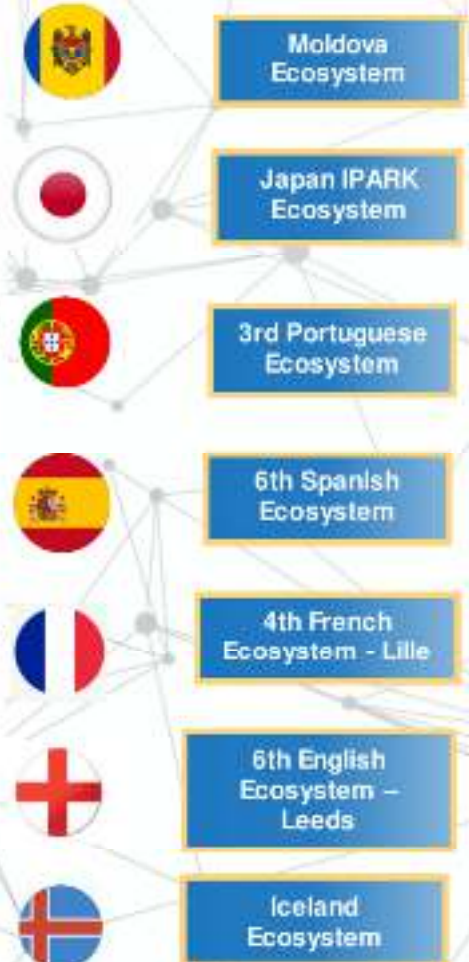 Moldova
Ecosystem
Japan IPARK
Ecosystem
3rd Portuguese
Ecosystem
6th Spanish
Ecosystem
4th French
Ecosystem - Lille
6th English
Ecosystem –
Leeds
Iceland
Ecosystem